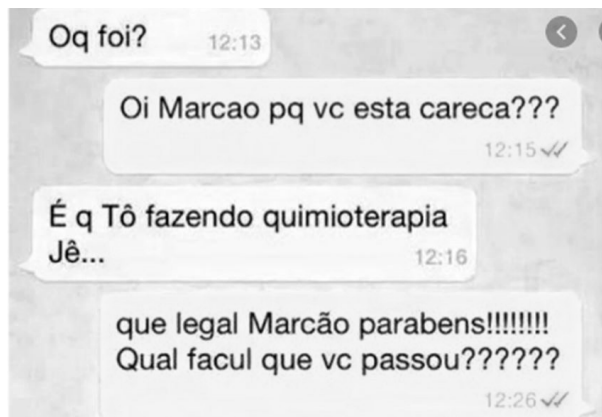 Oq foi? 12:13
Oi Marcao pq vc esta careca???
12:15
É q Tô fazendo quimioterapia
Jê... 12:16
que legal Marcão parabens!!!!!!!!
Qual facul que vc passou??????
12:26